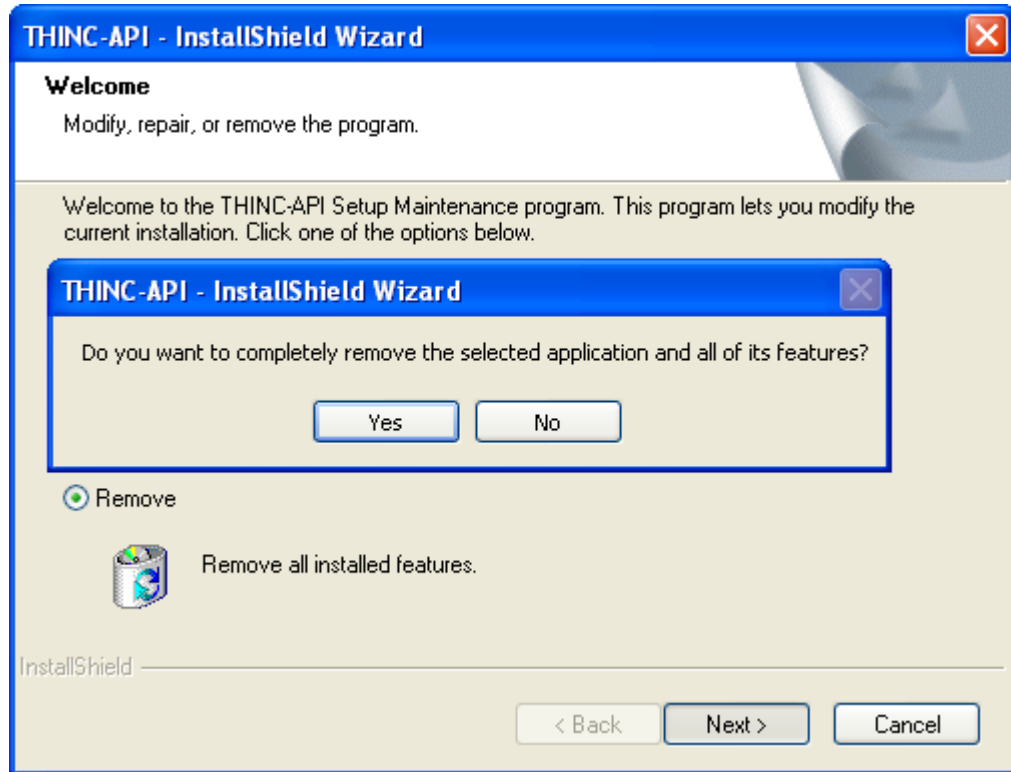 THINC-API - InstallShield Wizard
Welcome
Modify, repair, or remove the program.
Welcome to the THINC-API Setup Maintenance program. This program lets you modify the
current installation. Click one of the options below.
THINC-API - InstallShield Wizard
Do you want to completely remove the selected application and all of its features?
Yes No
Remove
Remove all installed features.
InstallShield
< Back Next > Cancel